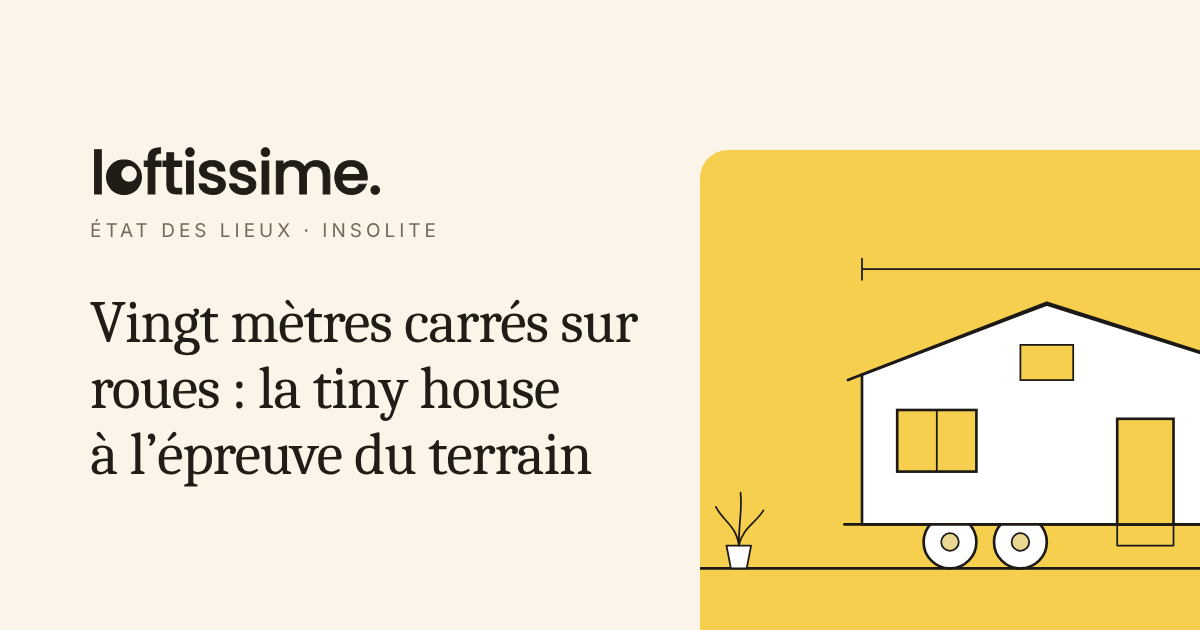 loftissime.
ÉTAT DES LIEUX · INSOLITE
Vingt mètres carrés sur
roues : la tiny house
à l’épreuve du terrain